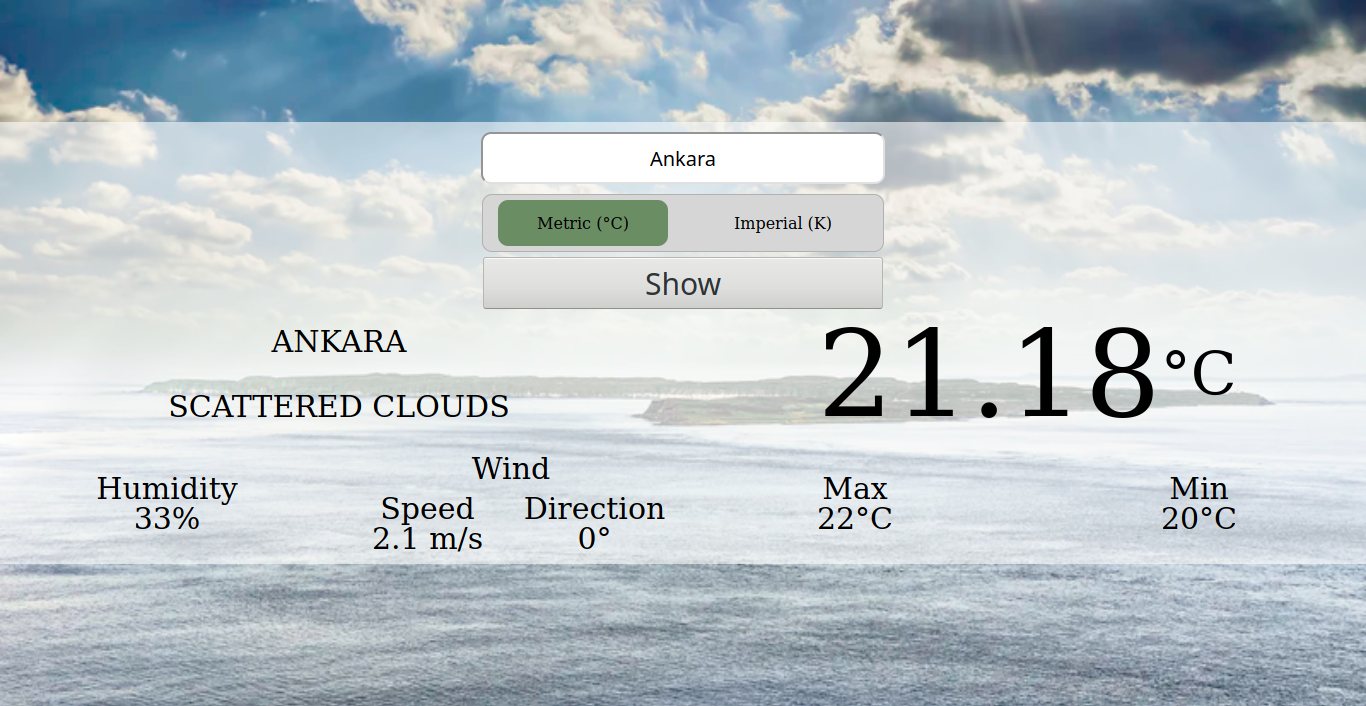 Ankara
Metric (°C) Imperial (K)
Show
ANKARA
SCATTERED CLOUDS
21.18°C
Humidity
33%
Wind
Speed Direction
2.1 m/s 0°
Max
22°C
Min
20°C